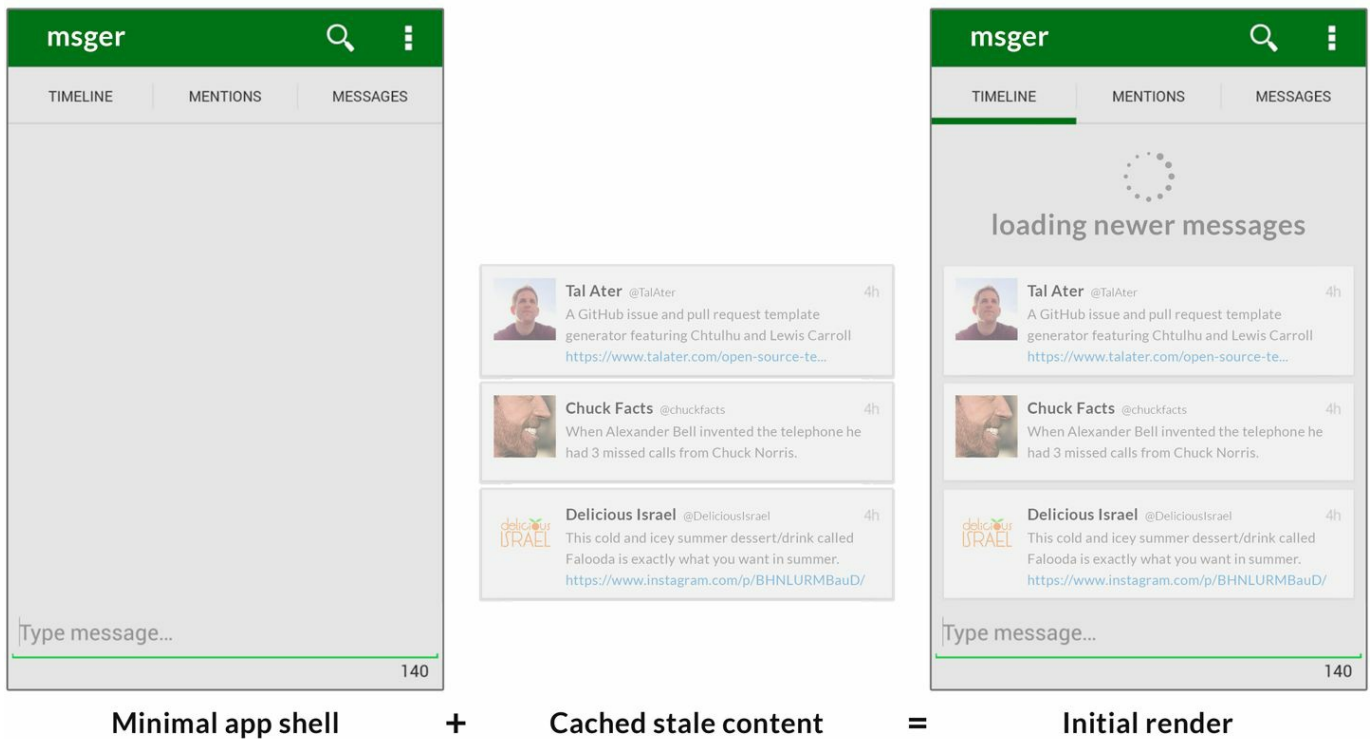 msger
TIMELINE MENTIONS MESSAGES
Type message...
140
Tal Ater @TalAter 4h
A GitHub issue and pull request template
generator featuring Chtulhu and Lewis Carroll
https://www.talater.com/open-source-te...
Chuck Facts @chuckfacts 4h
When Alexander Bell invented the telephone he
had 3 missed calls from Chuck Norris.
delicious
ISRAEL
Delicious Israel @DeliciousIsrael 4h
This cold and icey summer dessert/drink called
Falooda is exactly what you want in summer.
https://www.instagram.com/p/BHNLURMBauD/
msger
TIMELINE MENTIONS MESSAGES
loading newer messages
Tal Ater @TalAter 4h
A GitHub issue and pull request template
generator featuring Chtulhu and Lewis Carroll
https://www.talater.com/open-source-te...
Chuck Facts @chuckfacts 4h
When Alexander Bell invented the telephone he
had 3 missed calls from Chuck Norris.
delicious
ISRAEL
Delicious Israel @DeliciousIsrael 4h
This cold and icey summer dessert/drink called
Falooda is exactly what you want in summer.
https://www.instagram.com/p/BHNLURMBauD/
Type message...
140
Minimal app shell + Cached stale content = Initial render